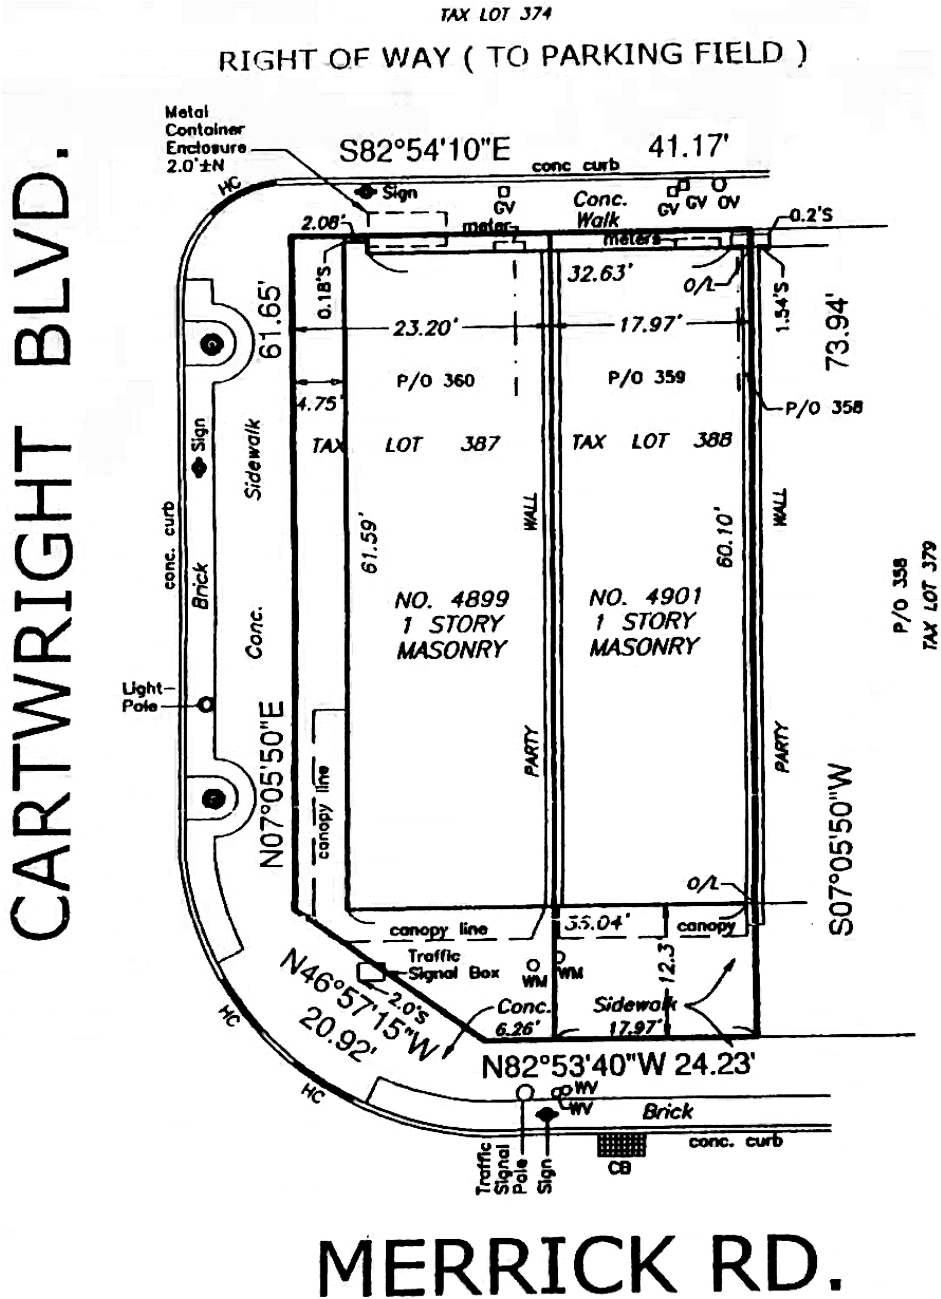 TAX LOT 374
RIGHT OF WAY ( TO PARKING FIELD )
Metal
Container
Enclosure
2.0'±N
S82°54'10"E
41.17'
conc curb
HC
Sign
GV
Conc.
Walk
GV
GV
OV
2.08'
meter
meters
0.2'S
0.18'S
32.63'
O/L
1.54'S
61.65'
23.20'
17.97'
73.94'
P/O 360
P/O 359
4.75'
P/O 358
CARTWRIGHT BLVD.
Sign
Sidewalk
TAX LOT 387
TAX LOT 388
conc. curb
Brick
Conc.
61.59'
WALL
60.10'
WALL
P/O 358
TAX LOT 379
NO. 4899
1 STORY
MASONRY
NO. 4901
1 STORY
MASONRY
Light
Pole
N07°05'50"E
canopy line
PARTY
PARTY
S07°05'50"W
O/L
canopy line
35.04'
canopy
12.3
Traffic
Signal Box
WM
WM
N46°57'15"W
20.92'
2.0'S
Conc.
Sidewalk
6.26'
17.97'
HC
N82°53'40"W 24.23'
HC
WV
WV
Brick
conc. curb
Traffic
Signal
Pole
Sign
CB
MERRICK RD.